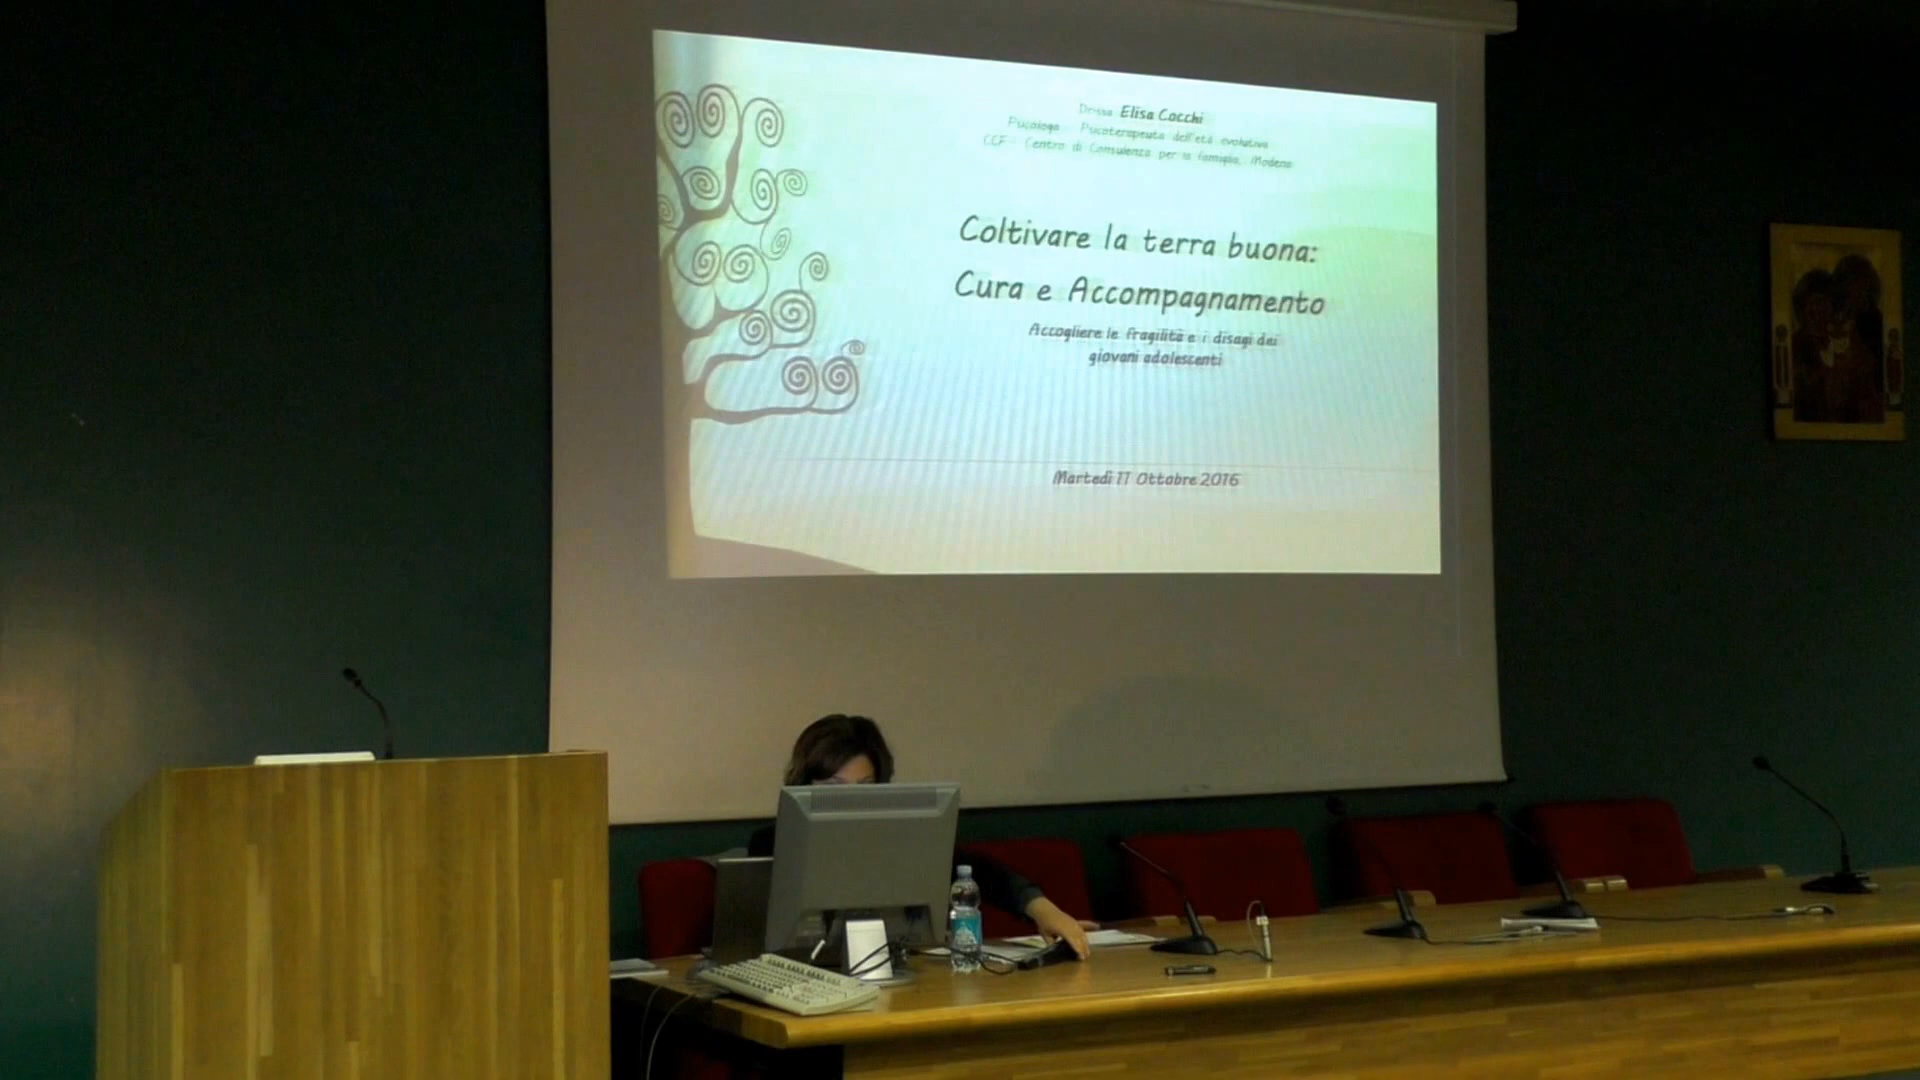 Dr.ssa Elisa Cocchi
Psicologa - Psicoterapeuta dell'età evolutiva
CCF - Centro di Consulenza per la famiglia, Modena
Coltivare la terra buona:
Cura e Accompagnamento
Accogliere le fragilità e i disagi dei
giovani adolescenti
Martedì 11 Ottobre 2016